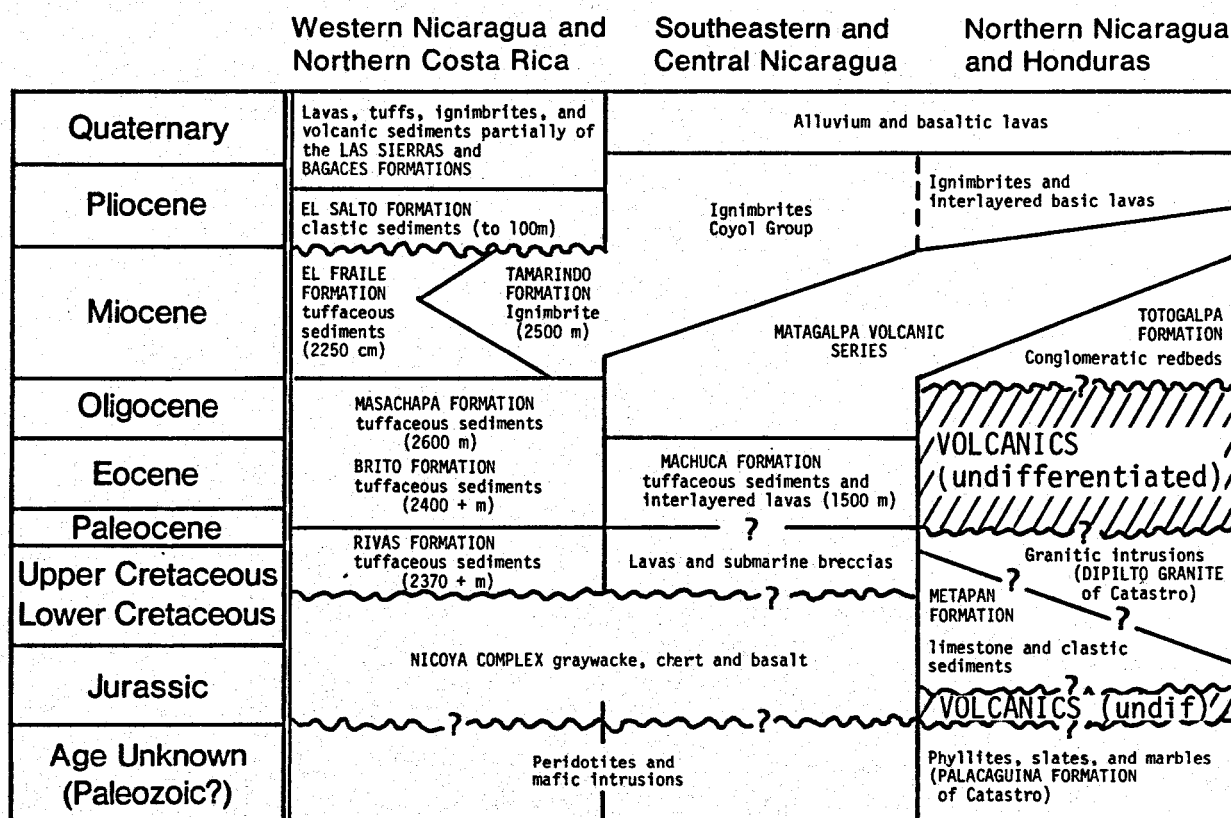 Western Nicaragua and
Northern Costa Rica
Southeastern and
Central Nicaragua
Northern Nicaragua
and Honduras
Quaternary
Lavas, tuffs, ignimbrites, and
volcanic sediments partially of
the LAS SIERRAS and
BAGACES FORMATIONS
Alluvium and basaltic lavas
Pliocene
EL SALTO FORMATION
clastic sediments (to 100m)
Ignimbrites
Coyol Group
Ignimbrites and
interlayered basic lavas
Miocene
EL FRAILE
FORMATION
tuffaceous
sediments
(2250 cm)
TAMARINDO
FORMATION
Ignimbrite
(2500 m)
MATAGALPA VOLCANIC
SERIES
TOTOGALPA
FORMATION
Conglomeratic redbeds
?
Oligocene
MASACHAPA FORMATION
tuffaceous sediments
(2600 m)
VOLCANICS
(undifferentiated)
Eocene
BRITO FORMATION
tuffaceous sediments
(2400 + m)
MACHUCA FORMATION
tuffaceous sediments and
interlayered lavas (1500 m)
Paleocene
?
?
Upper Cretaceous
Lower Cretaceous
RIVAS FORMATION
tuffaceous sediments
(2370 + m)
Lavas and submarine breccias
?
Granitic intrusions
(DIPILTO GRANITE
of Catastro)
?
?
METAPAN
FORMATION
limestone and clastic
sediments
Jurassic
NICOYA COMPLEX graywacke, chert and basalt
?
VOLCANICS (undif)
?
?
?
Age Unknown
(Paleozoic?)
Peridotites and
mafic intrusions
Phyllites, slates, and marbles
(PALACAGUINA FORMATION
of Catastro)